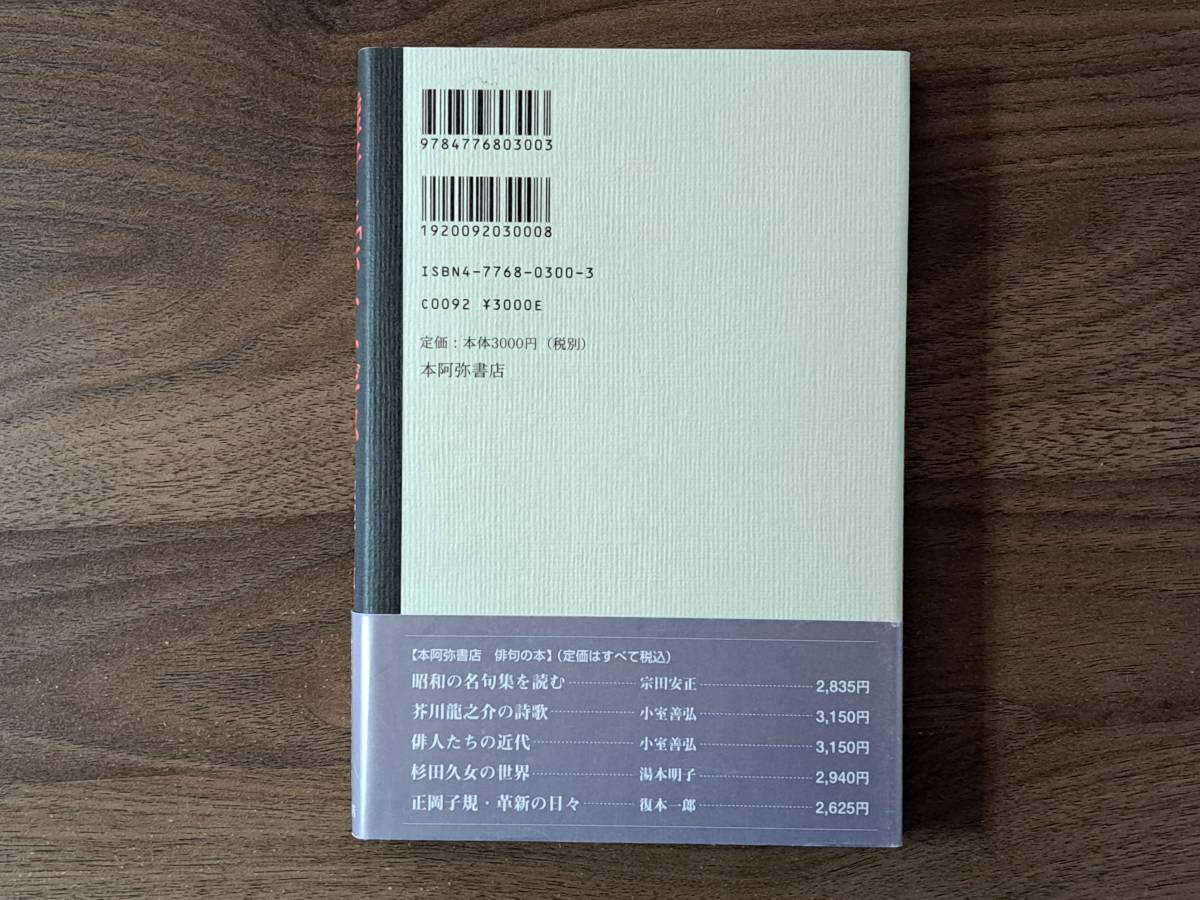 9784776803003
1920092030008
ISBN4-7768-0300-3
C0092 ¥3000E
定価：本体3000円（税別）
本阿弥書店
【本阿弥書店　俳句の本】（定価はすべて税込）
昭和の名句集を読む 宗田安正 2,835円
芥川龍之介の詩歌 小室善弘 3,150円
俳人たちの近代 小室善弘 3,150円
杉田久女の世界 湯本明子 2,940円
正岡子規・革新の日々 復本一郎 2,625円